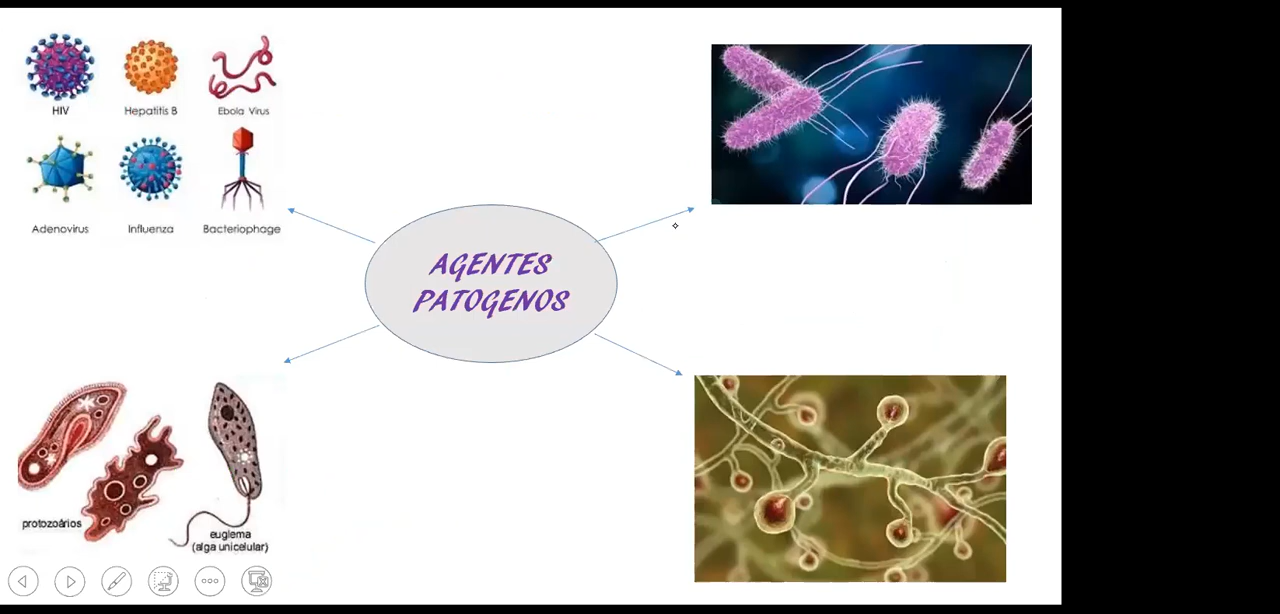 HIV
Hepatitis B
Ebola Virus
Adenovirus
Influenza
Bacteriophage
AGENTES
PATOGENOS
protozoários
euglema
(alga unicelular)